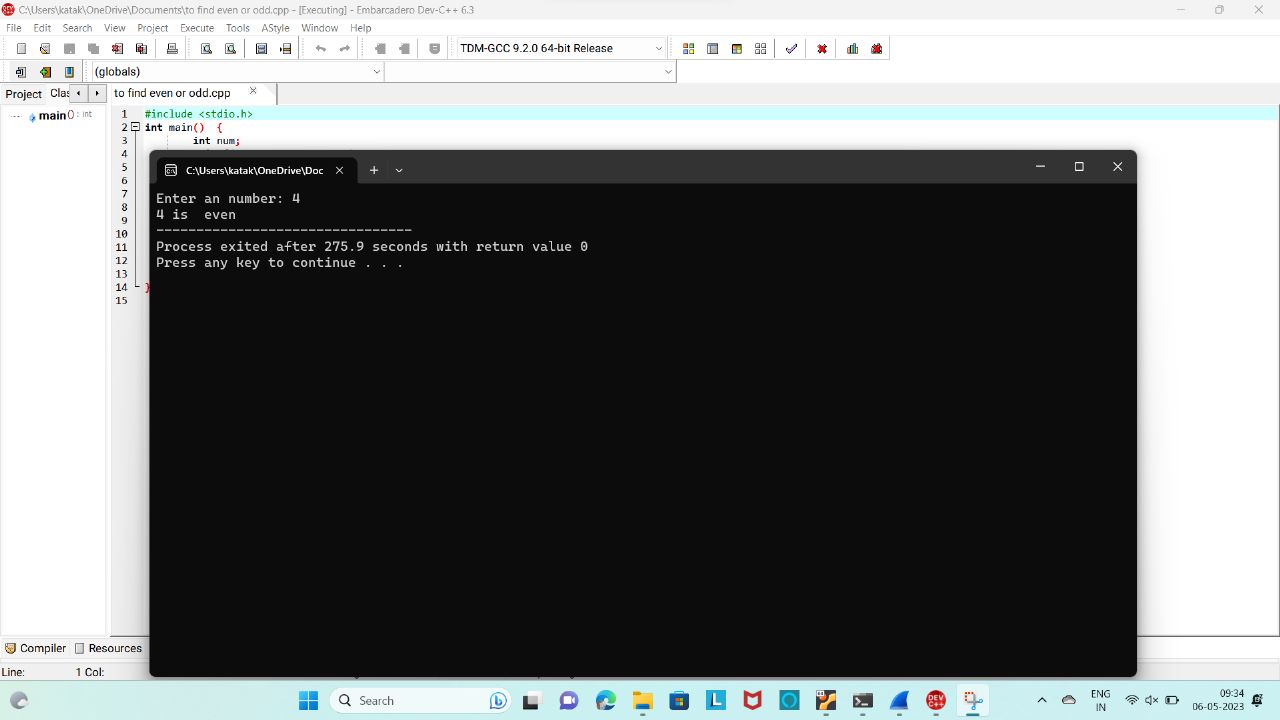 C:\Users\katak\OneDrive\Documents\to find even or odd.cpp - [Executing] - Embarcadero Dev-C++ 6.3
File Edit Search View Project Execute Tools AStyle Window Help
TDM-GCC 9.2.0 64-bit Release
(globals)
Project Clas to find even or odd.cpp
main() : int
1 #include <stdio.h>
2 int main() {
3 int num;
4
5
6
7
8
9
10
11
12
13
14 }
15
C:\Users\katak\OneDrive\Doc
Enter an number: 4
4 is  even
--------------------------------
Process exited after 275.9 seconds with return value 0
Press any key to continue . . .
Compiler Resources
Line: 1 Col:
Search
L
DEV C++
ENG
IN
09:34
06-05-2023